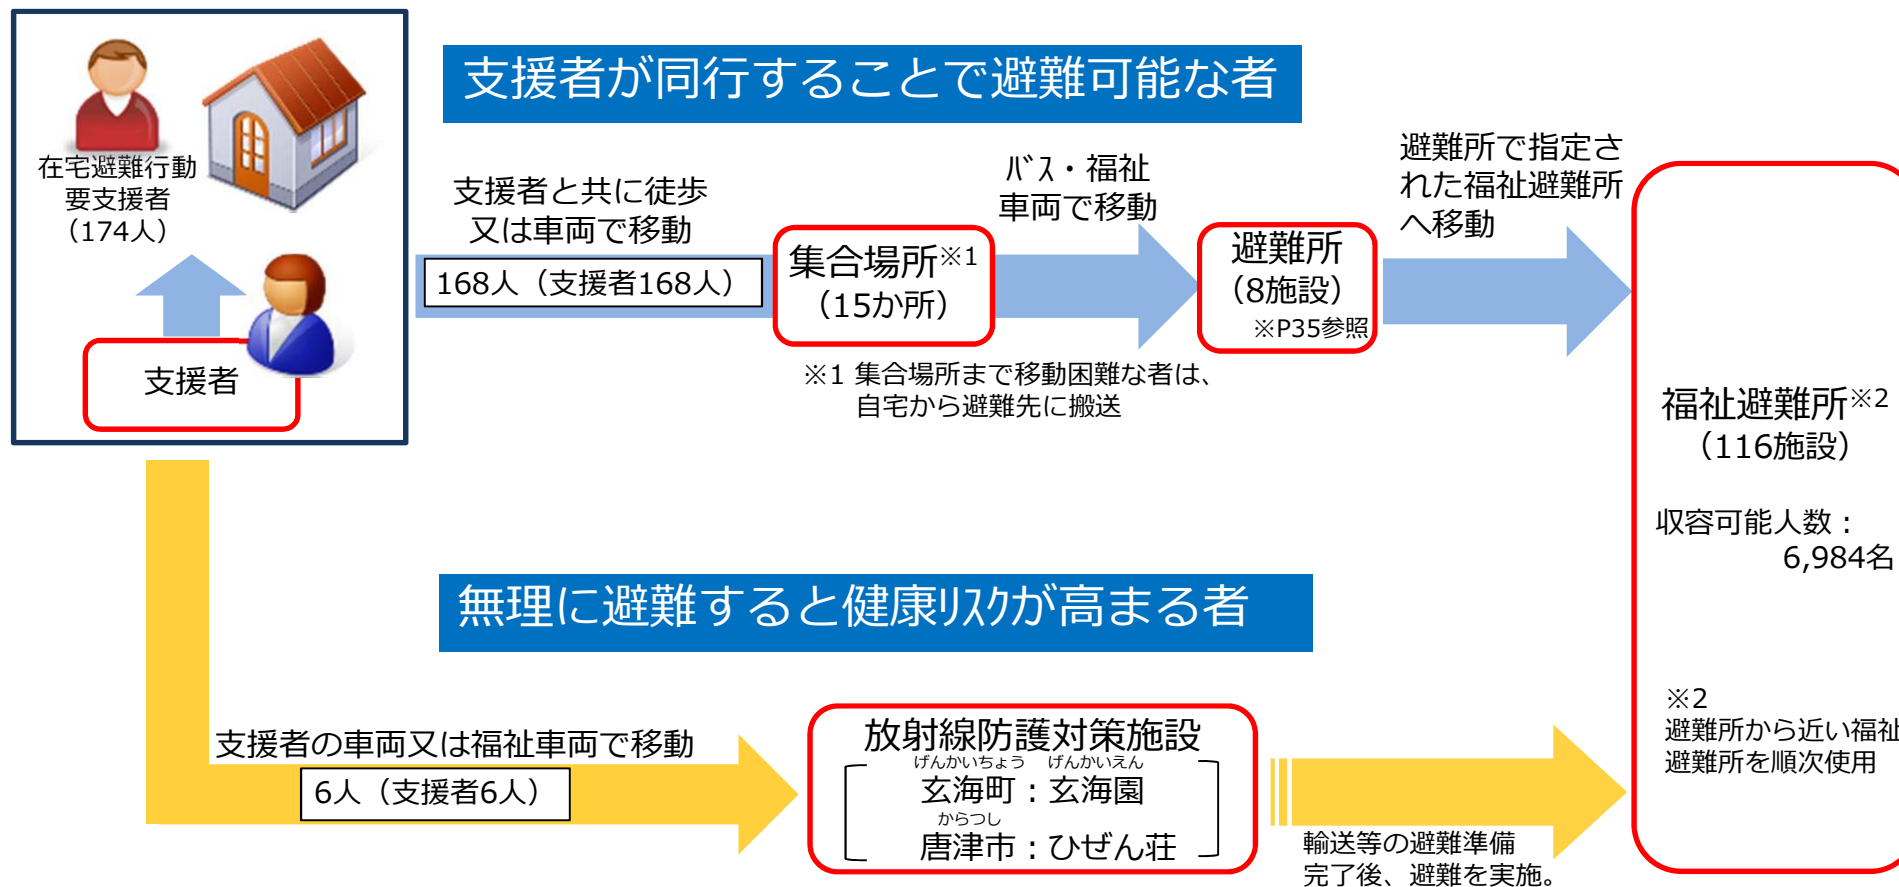 在宅避難行動
要支援者
（174人）
支援者
支援者が同行することで避難可能な者
支援者と共に徒歩
又は車両で移動
168人（支援者168人）
集合場所※1
（15か所）
※1 集合場所まで移動困難な者は、
自宅から避難先に搬送
ﾊﾞｽ・福祉
車両で移動
避難所
（8施設）
※P35参照
避難所で指定さ
れた福祉避難所
へ移動
福祉避難所※2
（116施設）
収容可能人数：
6,984名
※2
避難所から近い福祉
避難所を順次使用
無理に避難すると健康ﾘｽｸが高まる者
支援者の車両又は福祉車両で移動
6人（支援者6人）
放射線防護対策施設
げんかいちょう げんかいえん
玄海町：玄海園
からつし
唐津市：ひぜん荘
輸送等の避難準備
完了後、避難を実施。